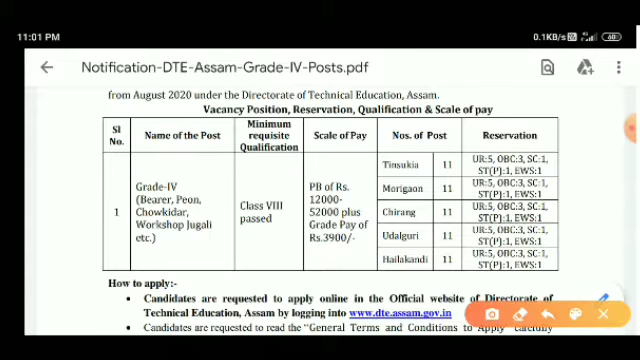 11:01 PM
0.1KB/s
60
Notification-DTE-Assam-Grade-IV-Posts.pdf
from August 2020 under the Directorate of Technical Education, Assam.
Vacancy Position, Reservation, Qualification & Scale of pay
Sl No. Name of the Post Minimum requisite Qualification Scale of Pay Nos. of Post Reservation
1 Grade-IV (Bearer, Peon, Chowkidar, Workshop Jugali etc.) Class VIII passed PB of Rs. 12000-52000 plus Grade Pay of Rs.3900/-
Tinsukia 11 UR:5, OBC:3, SC:1, ST(P):1, EWS:1
Morigaon 11 UR:5, OBC:3, SC:1, ST(P):1, EWS:1
Chirang 11 UR:5, OBC:3, SC:1, ST(P):1, EWS:1
Udalguri 11 UR:5, OBC:3, SC:1, ST(P):1, EWS:1
Hailakandi 11 UR:5, OBC:3, SC:1, ST(P):1, EWS:1
How to apply:-
• Candidates are requested to apply online in the Official website of Directorate of
Technical Education, Assam by logging into www.dte.assam.gov.in
• Candidates are requested to read the "General Terms and Conditions to Apply" carefully